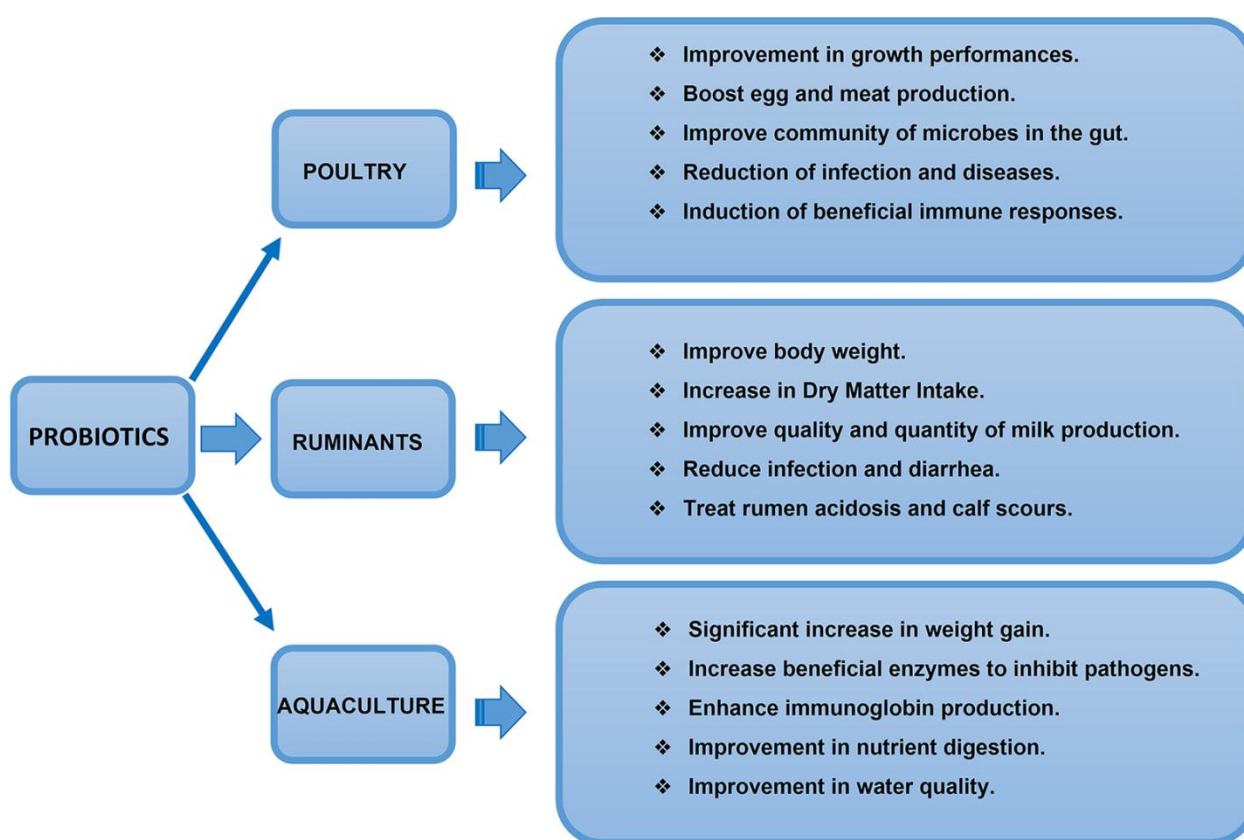 PROBIOTICS
POULTRY
❖ Improvement in growth performances.
❖ Boost egg and meat production.
❖ Improve community of microbes in the gut.
❖ Reduction of infection and diseases.
❖ Induction of beneficial immune responses.
RUMINANTS
❖ Improve body weight.
❖ Increase in Dry Matter Intake.
❖ Improve quality and quantity of milk production.
❖ Reduce infection and diarrhea.
❖ Treat rumen acidosis and calf scours.
AQUACULTURE
❖ Significant increase in weight gain.
❖ Increase beneficial enzymes to inhibit pathogens.
❖ Enhance immunoglobin production.
❖ Improvement in nutrient digestion.
❖ Improvement in water quality.